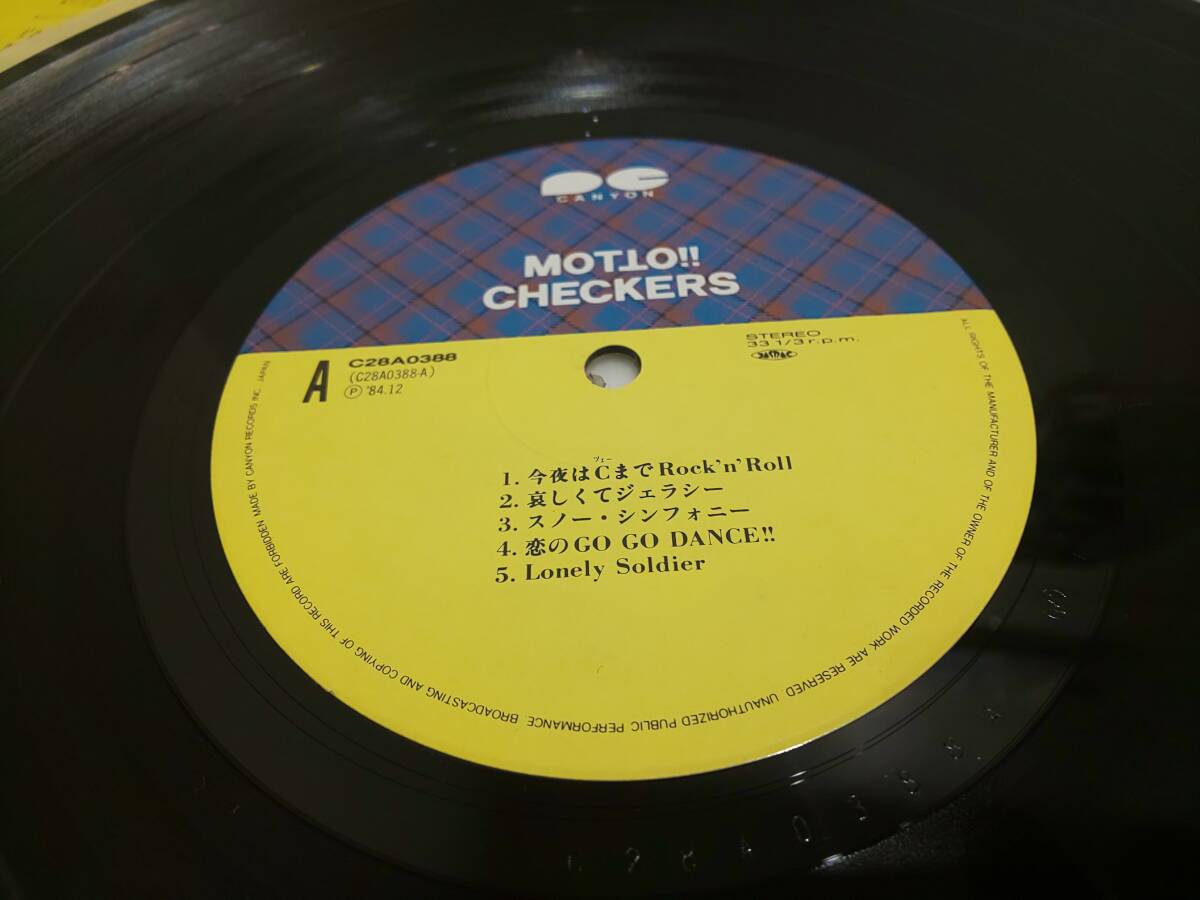 PC
CANYON
MOTTO!!
CHECKERS
A
C28A0388
(C28A0388-A)
Ⓟ '84.12
STEREO
33 1/3 r.p.m.
JASRAC
ツェー
1. 今夜はCまでRock'n'Roll
2. 哀しくてジェラシー
3. スノー・シンフォニー
4. 恋のGO GO DANCE!!
5. Lonely Soldier
ALL RIGHTS OF THE MANUFACTURER AND OF THE OWNER OF THE RECORDED WORK ARE RESERVED UNAUTHORIZED PUBLIC PERFORMANCE BROADCASTING AND COPYING OF THIS RECORD ARE FORBIDDEN MADE BY CANYON RECORDS INC. JAPAN